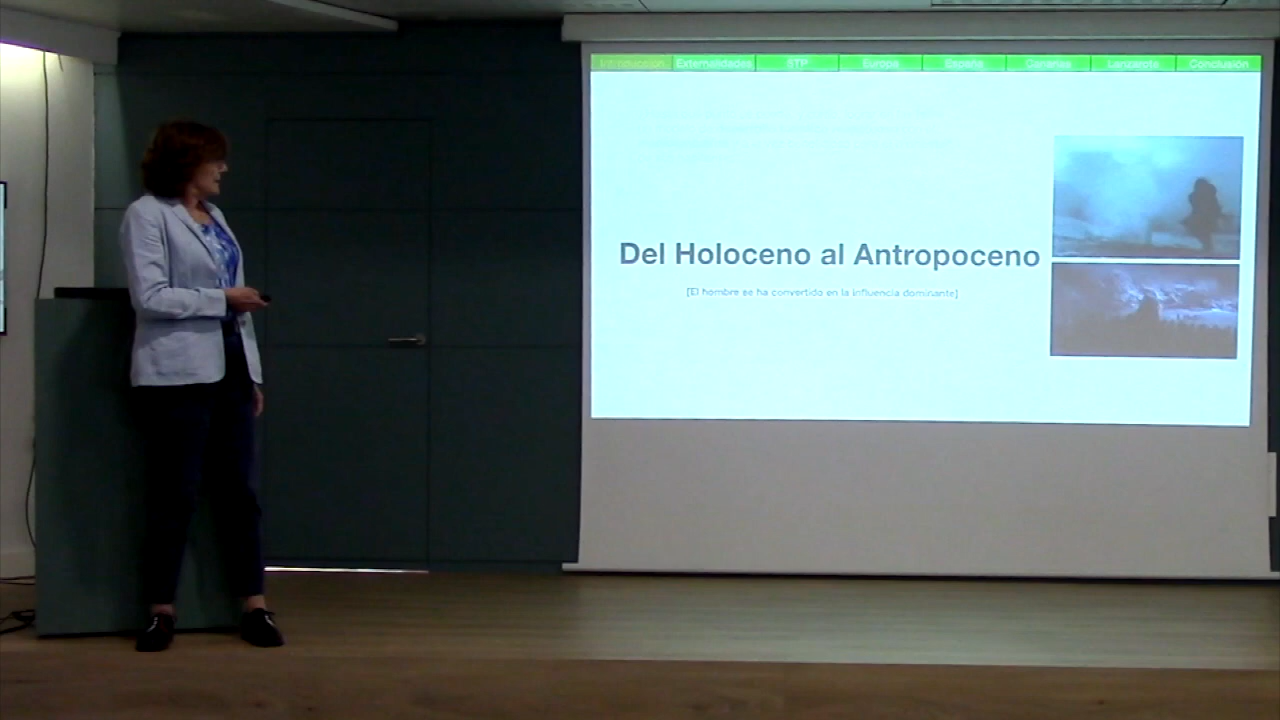 Introducción Externalidades STP Europa España Canarias Lanzarote Conclusión
Del Holoceno al Antropoceno
[El hombre se ha convertido en la influencia dominante]